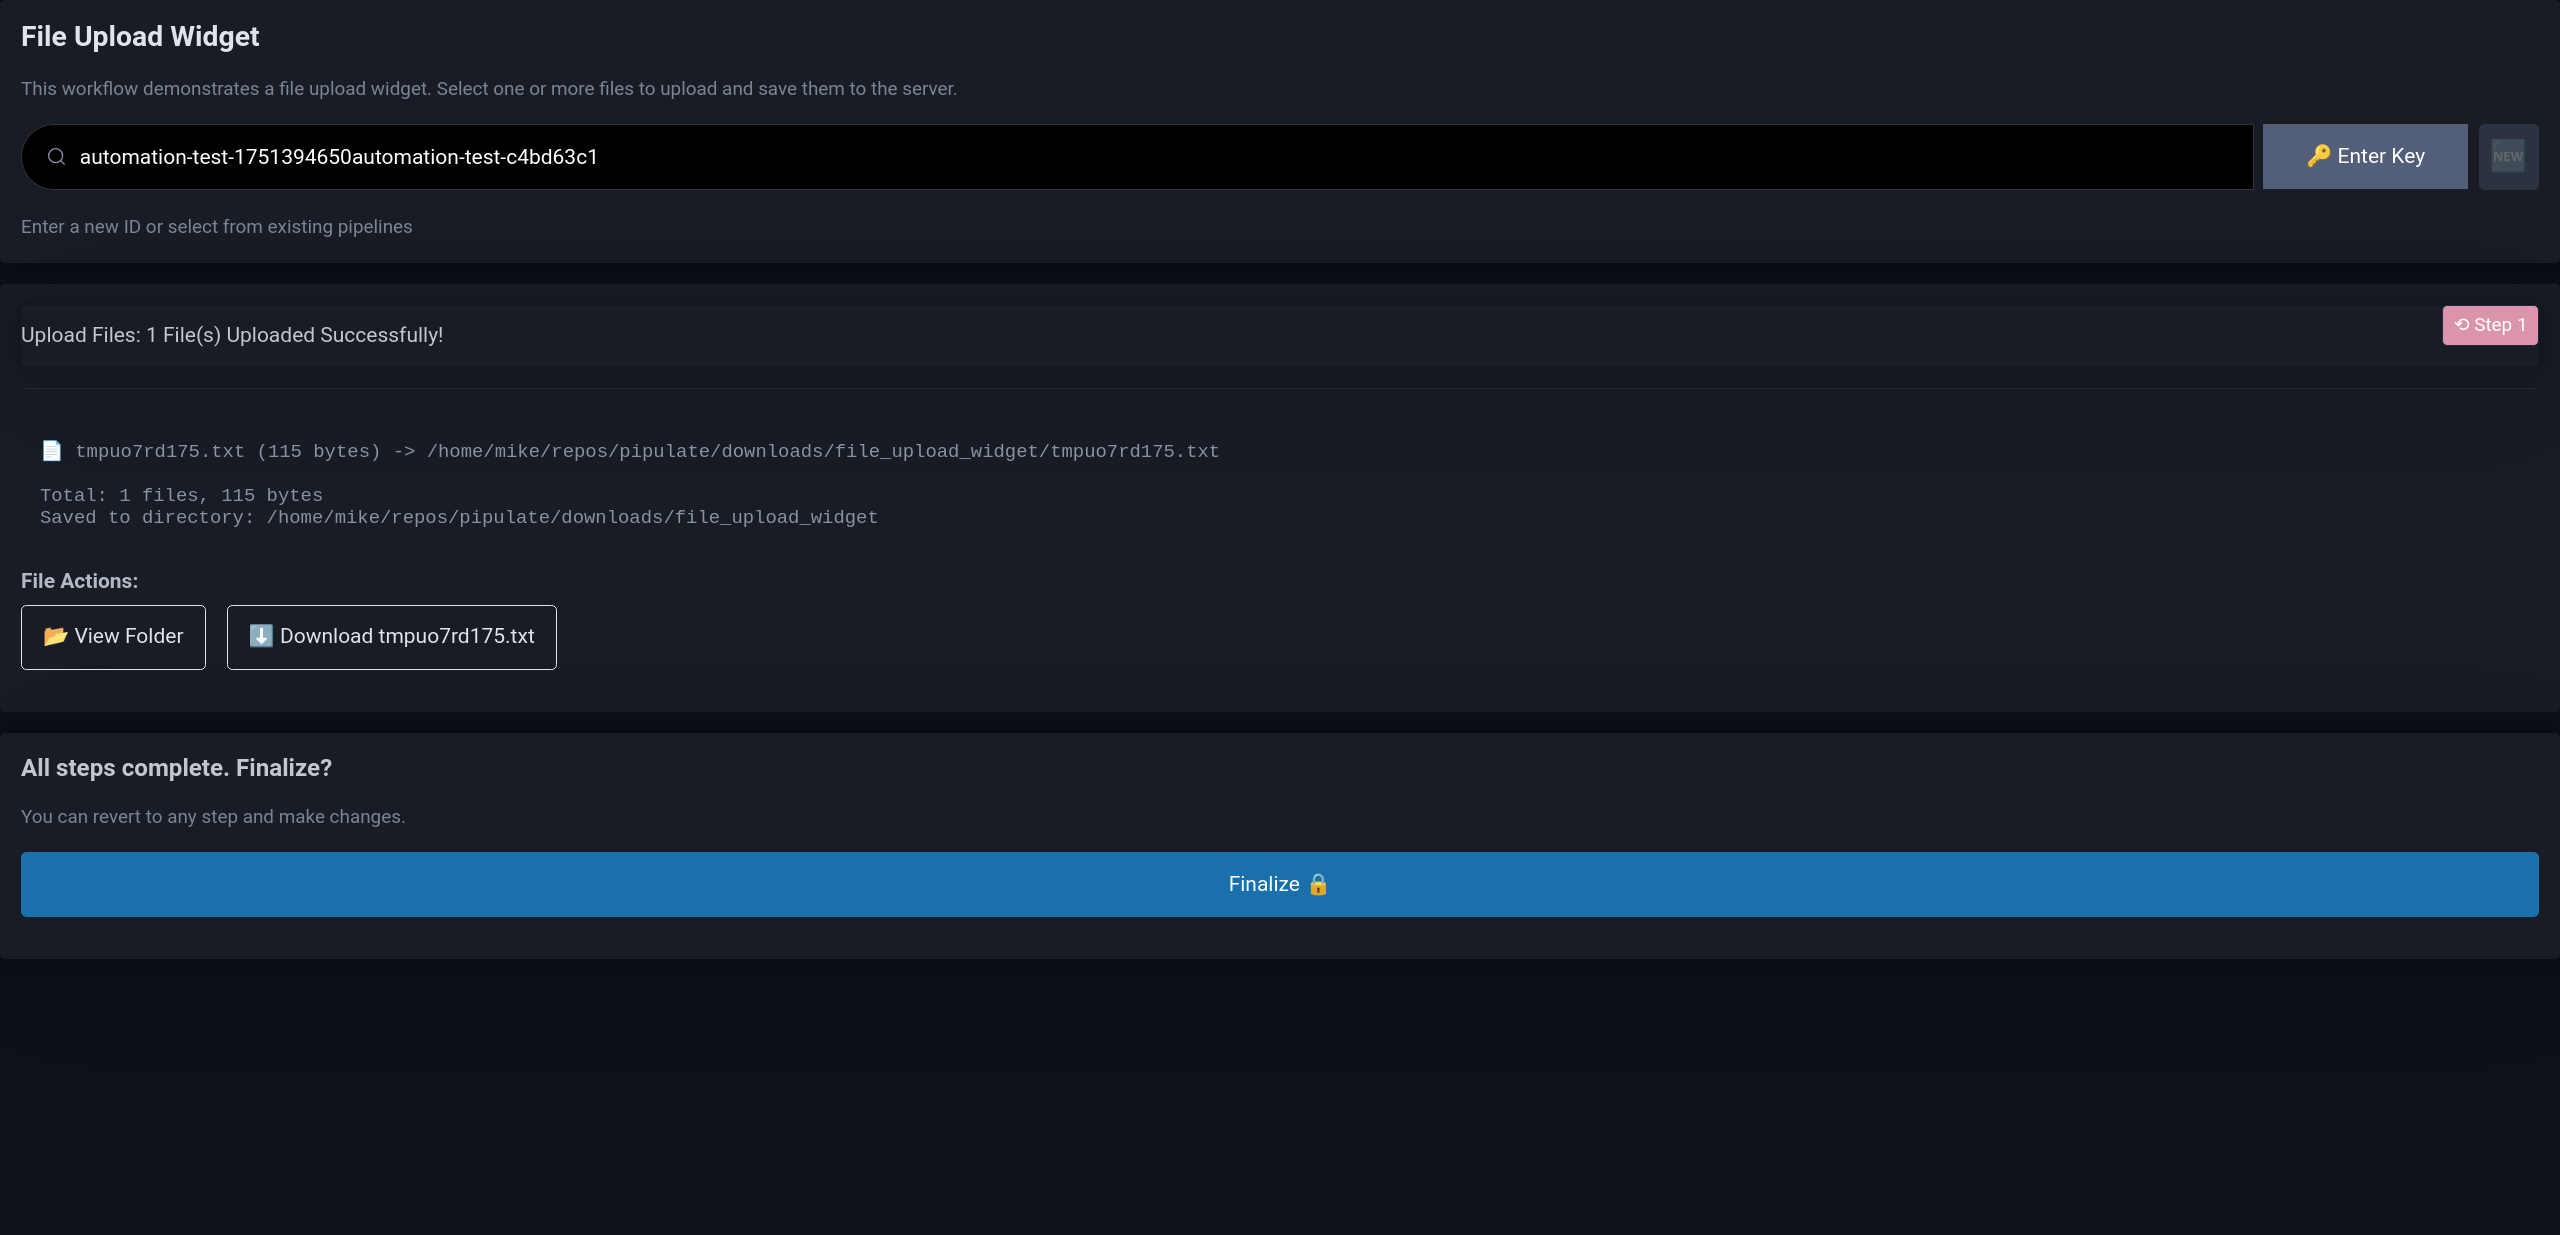 File Upload Widget
This workflow demonstrates a file upload widget. Select one or more files to upload and save them to the server.
automation-test-1751394650automation-test-c4bd63c1
🔑 Enter Key
🆕
Enter a new ID or select from existing pipelines
Upload Files: 1 File(s) Uploaded Successfully!
⟲ Step 1
📄 tmpuo7rd175.txt (115 bytes) -> /home/mike/repos/pipulate/downloads/file_upload_widget/tmpuo7rd175.txt
Total: 1 files, 115 bytes
Saved to directory: /home/mike/repos/pipulate/downloads/file_upload_widget
File Actions:
📂 View Folder
⬇️ Download tmpuo7rd175.txt
All steps complete. Finalize?
You can revert to any step and make changes.
Finalize 🔒